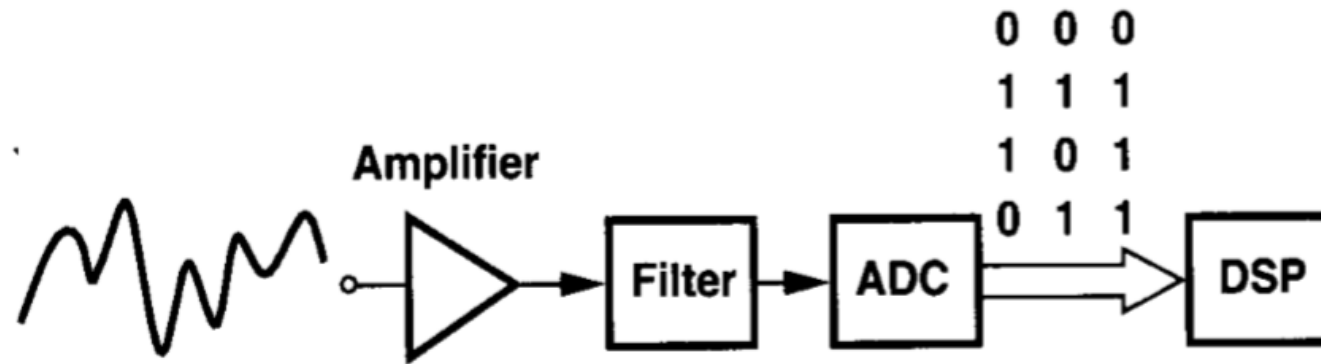 0 0 0
1 1 1
1 0 1
0 1 1
Amplifier
Filter
ADC
DSP